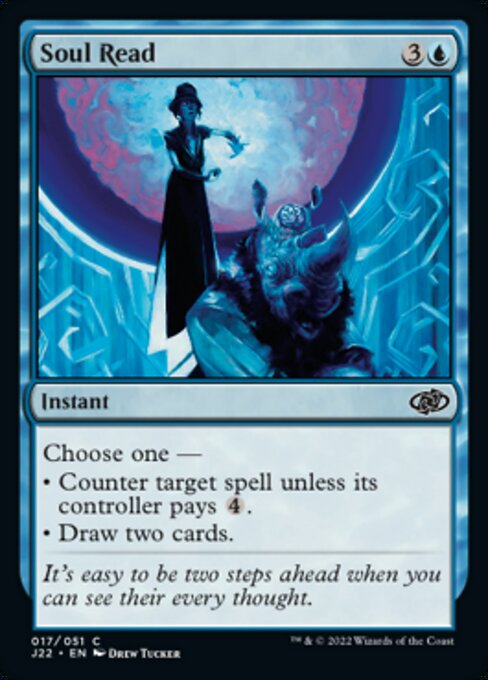 Soul Read 3
Instant
Choose one —
• Counter target spell unless its
controller pays 4.
• Draw two cards.
It's easy to be two steps ahead when you
can see their every thought.
017/051 C
J22 • EN Drew Tucker
™ & © 2022 Wizards of the Coast